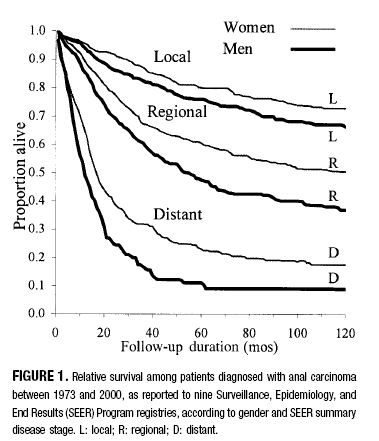 Women
Men
1.0
0.9
0.8
0.7
0.6
0.5
0.4
0.3
0.2
0.1
0.0
Proportion alive
Local
Regional
Distant
L
L
R
R
D
D
0 20 40 60 80 100 120
Follow-up duration (mos)
FIGURE 1. Relative survival among patients diagnosed with anal carcinoma
between 1973 and 2000, as reported to nine Surveillance, Epidemiology, and
End Results (SEER) Program registries, according to gender and SEER summary
disease stage. L: local; R: regional; D: distant.